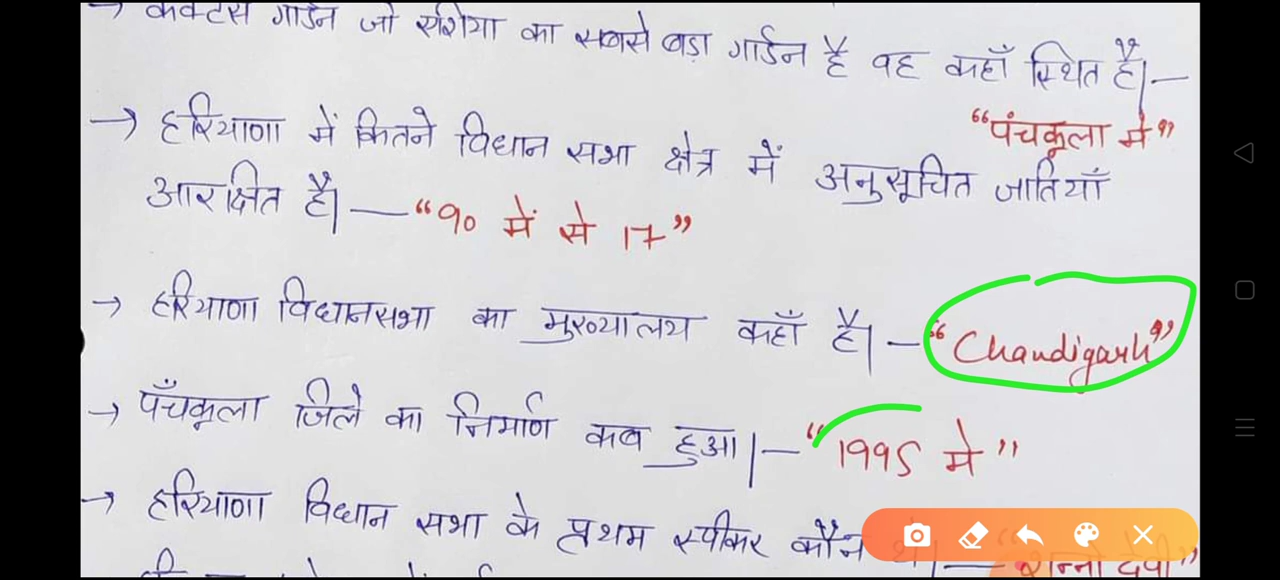 → कैक्टस गार्डन जो एशिया का सबसे बड़ा गार्डन है वह कहाँ स्थित है।—
“पंचकूला में”
→ हरियाणा में कितने विधान सभा क्षेत्र में अनुसूचित जातियाँ
आरक्षित है।—“90 में से 17”
→ हरियाणा विधानसभा का मुख्यालय कहाँ है।—“Chandigarh”
→ पँचकूला जिले का निर्माण कब हुआ।—“1995 मे”
→ हरियाणा विधान सभा के प्रथम स्पीकर कौन थे।—“शन्नो देवी”